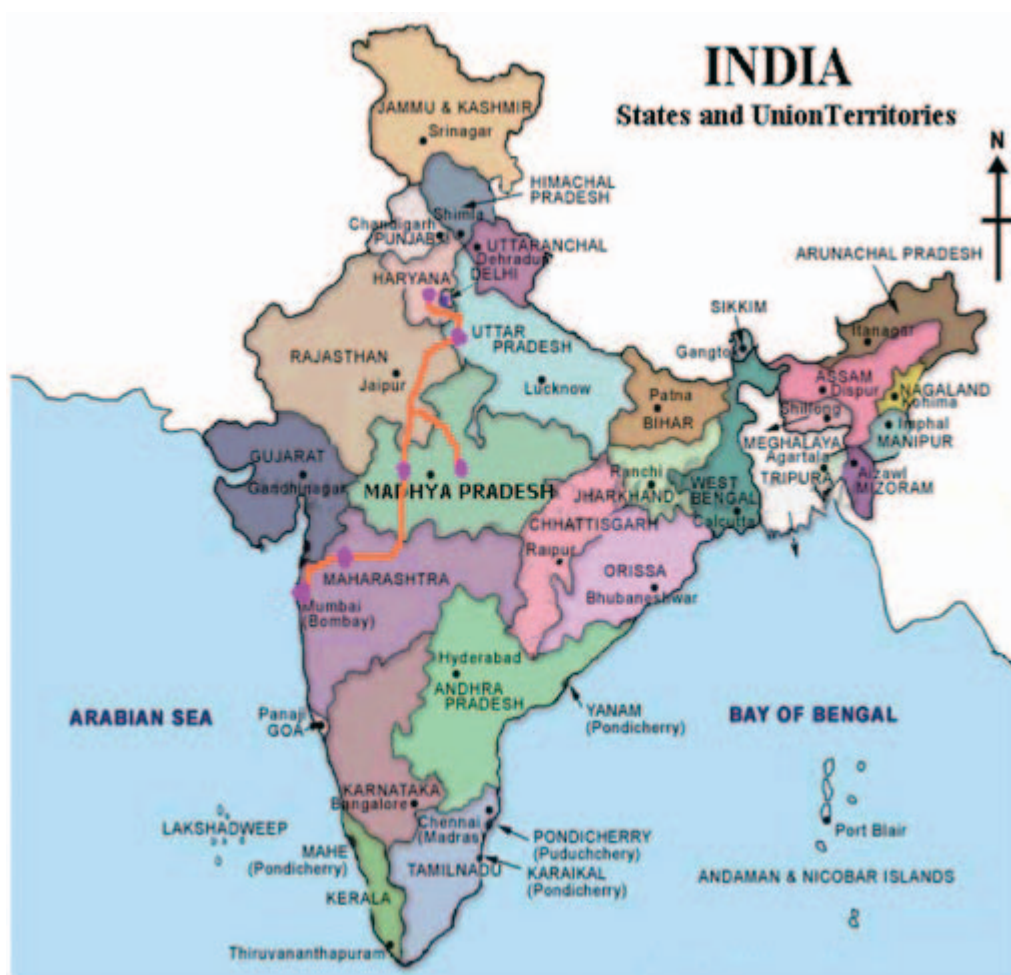 INDIA
States and UnionTerritories
N
JAMMU & KASHMIR
Srinagar
HIMACHAL
PRADESH
Shimla
Chandigarh
PUNJAB
UTTARANCHAL
Dehradun
DELHI
HARYANA
ARUNACHAL PRADESH
SIKKIM
Gangtok
Itanagar
UTTAR
PRADESH
Lucknow
RAJASTHAN
Jaipur
ASSAM
Dispur
NAGALAND
Kohima
Patna
BIHAR
Shillong
MEGHALAYA
Imphal
MANIPUR
Agartala
TRIPURA
Aizawl
MIZORAM
GUJARAT
Gandhinagar
MADHYA PRADESH
Ranchi
JHARKHAND
WEST
BENGAL
Calcutta
CHHATTISGARH
Raipur
ORISSA
Bhubaneshwar
MAHARASHTRA
Mumbai
(Bombay)
Hyderabad
ANDHRA
PRADESH
YANAM
(Pondicherry)
ARABIAN SEA
BAY OF BENGAL
Panaji
GOA
KARNATAKA
Bangalore
Chennai
(Madras)
LAKSHADWEEP
MAHE
(Pondicherry)
PONDICHERRY
(Puduchchery)
TAMILNADU
KARAIKAL
(Pondicherry)
KERALA
Thiruvananthapuram
Port Blair
ANDAMAN & NICOBAR ISLANDS